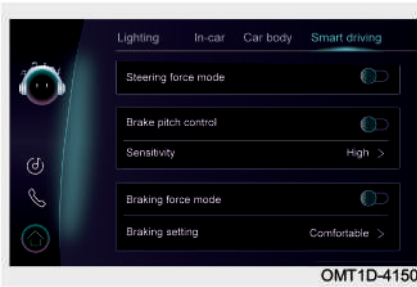 Lighting In-car Car body Smart driving
Steering force mode
Brake pitch control
Sensitivity High >
Braking force mode
Braking setting Comfortable >
OMT1D-4150